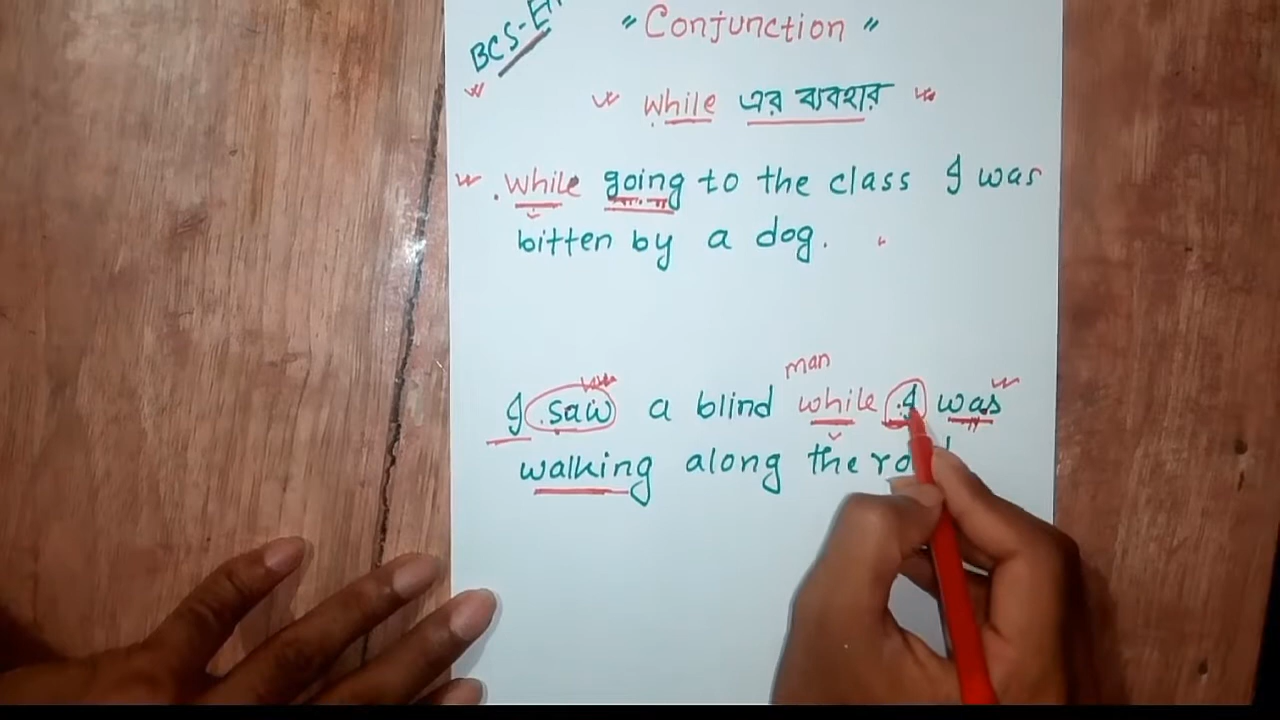 BCS-
"Conjunction"
while এর ব্যবহার
while going to the class I was
bitten by a dog.
man
I saw a blind while I was
walking along the